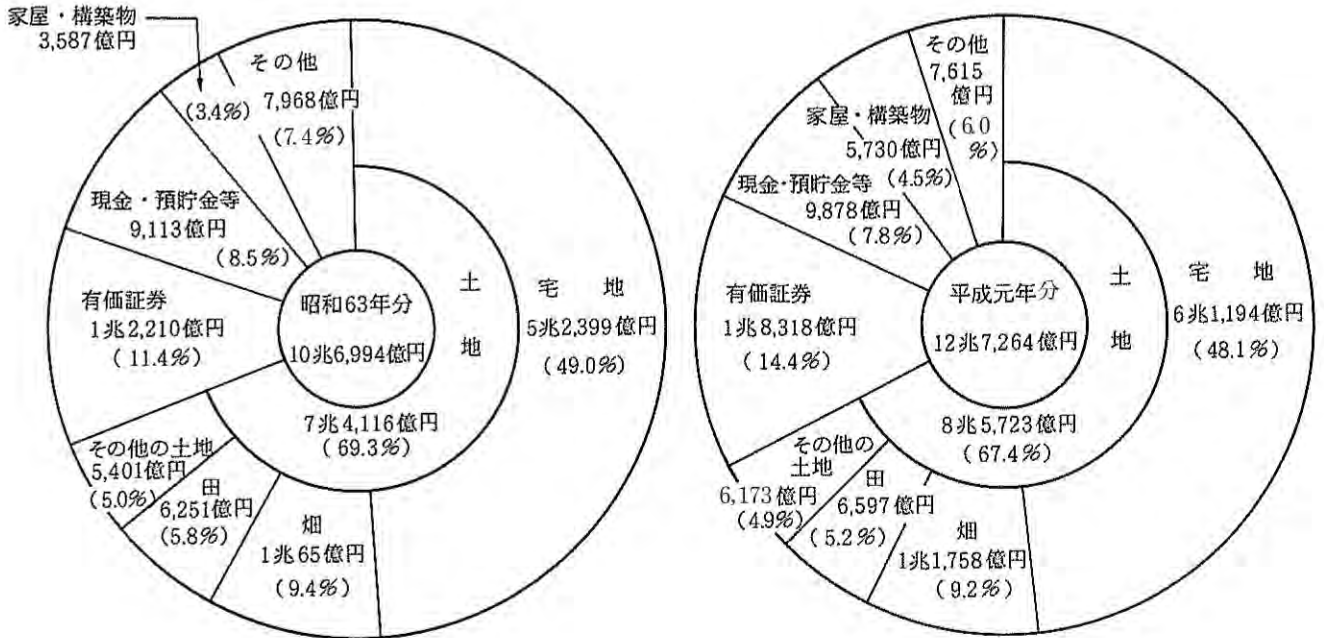 家屋・構築物
3,587億円
(3.4%)
その他
7,968億円
(7.4%)
現金・預貯金等
9,113億円
(8.5%)
有価証券
1兆2,210億円
(11.4%)
昭和63年分
10兆6,994億円
土
地
7兆4,116億円
(69.3%)
宅地
5兆2,399億円
(49.0%)
その他の土地
5,401億円
(5.0%)
田
6,251億円
(5.8%)
畑
1兆65億円
(9.4%)
その他
7,615
億円
(6.0
%)
家屋・構築物
5,730億円
(4.5%)
現金・預貯金等
9,878億円
(7.8%)
有価証券
1兆8,318億円
(14.4%)
平成元年分
12兆7,264億円
土
地
8兆5,723億円
(67.4%)
宅地
6兆1,194億円
(48.1%)
その他の
土地
6,173億円
(4.9%)
田
6,597億円
(5.2%)
畑
1兆1,758億円
(9.2%)